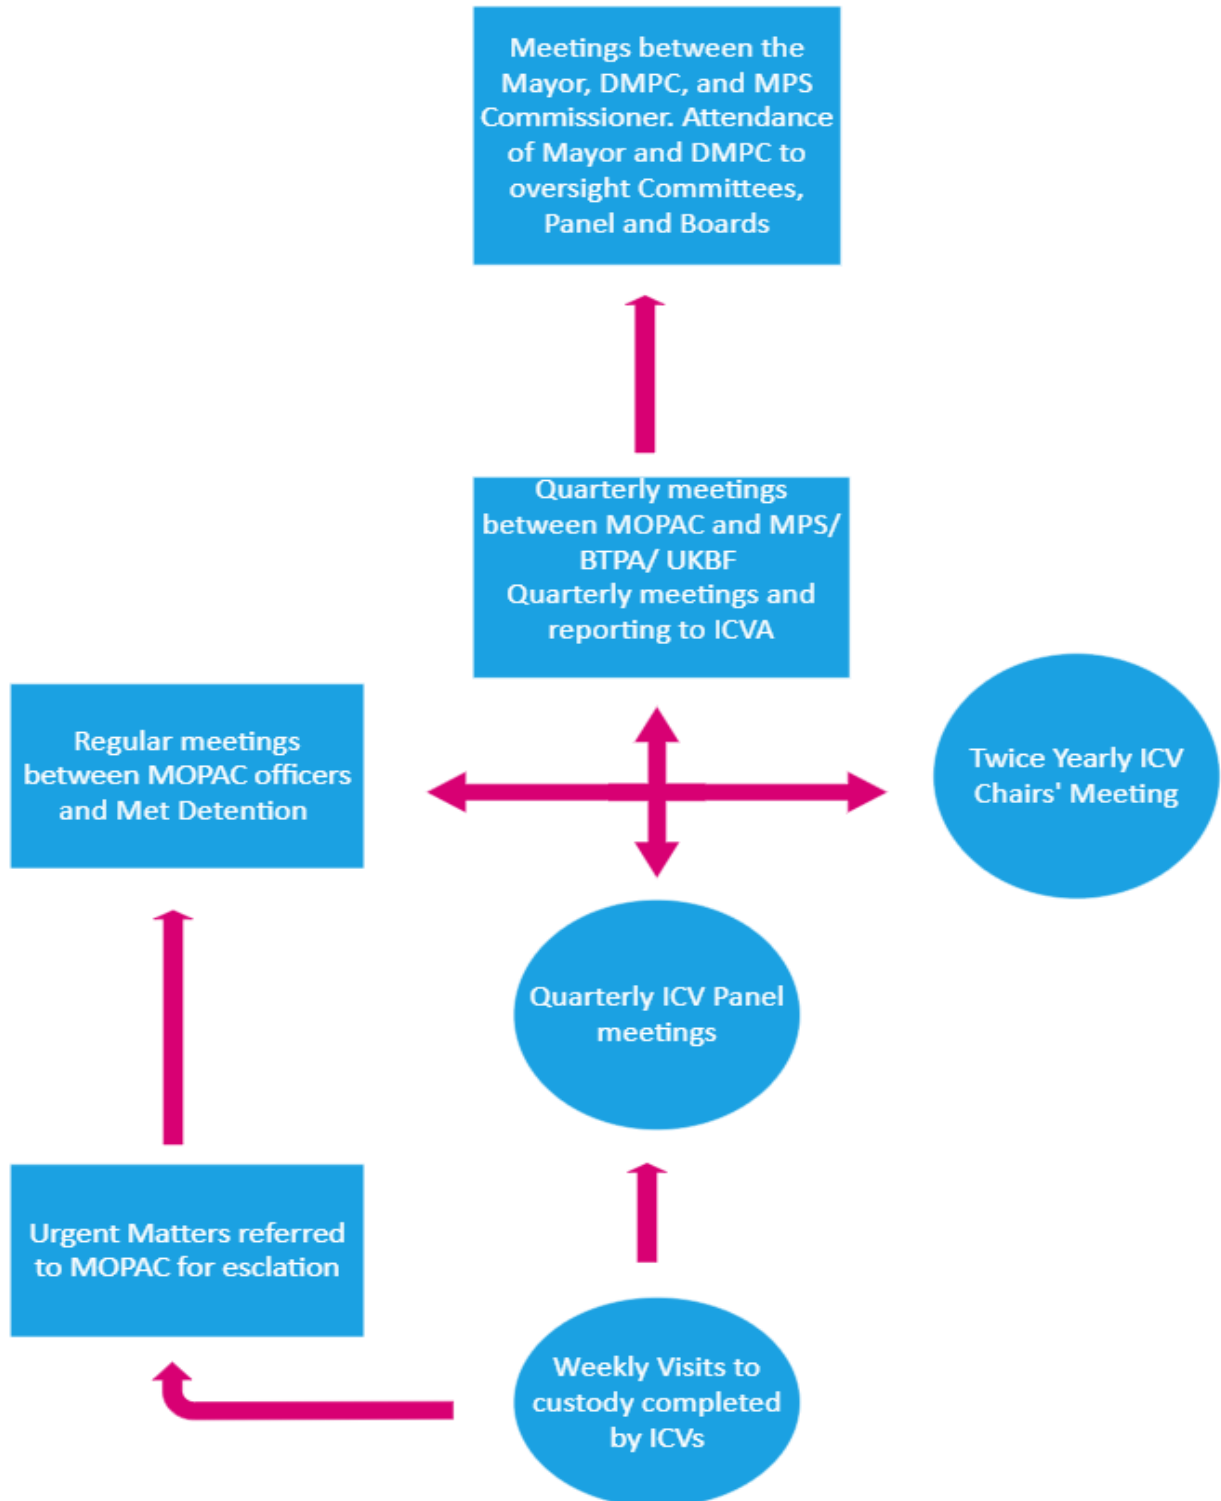 Meetings between the
Mayor, DMPC, and MPS
Commissioner. Attendance
of Mayor and DMPC to
oversight Committees,
Panel and Boards
Quarterly meetings
between MOPAC and MPS/
BTPA/ UKBF
Quarterly meetings and
reporting to ICVA
Regular meetings
between MOPAC officers
and Met Detention
Twice Yearly ICV
Chairs' Meeting
Quarterly ICV Panel
meetings
Urgent Matters referred
to MOPAC for esclation
Weekly Visits to
custody completed
by ICVs